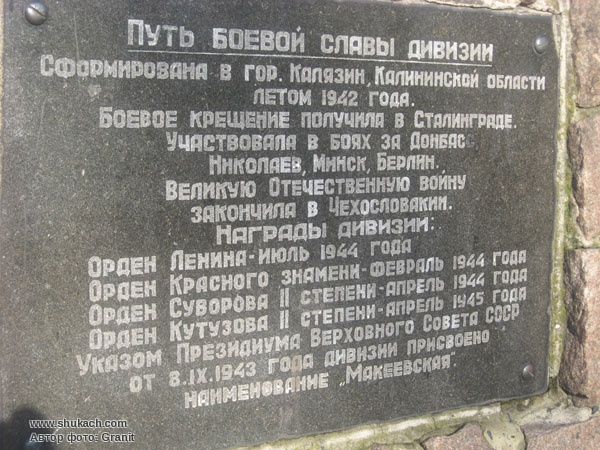 Путь боевой славы дивизии
Сформирована в гор. Калязин, Калининской области
летом 1942 года.
Боевое крещение получила в Сталинграде.
Участвовала в боях за Донбасс
Николаев, Минск, Берлин.
Великую Отечественную войну
закончила в Чехословакии.
Награды дивизии:
Орден Ленина-июль 1944 года
Орден Красного знамени-февраль 1944 года
Орден Суворова II степени-апрель 1944 года
Орден Кутузова II степени-апрель 1945 года
Указом Президиума Верховного Совета СССР
от 8.IX.1943 года дивизии присвоено
наименование „Макеевская"
www.shukach.com
Автор фото: Granit